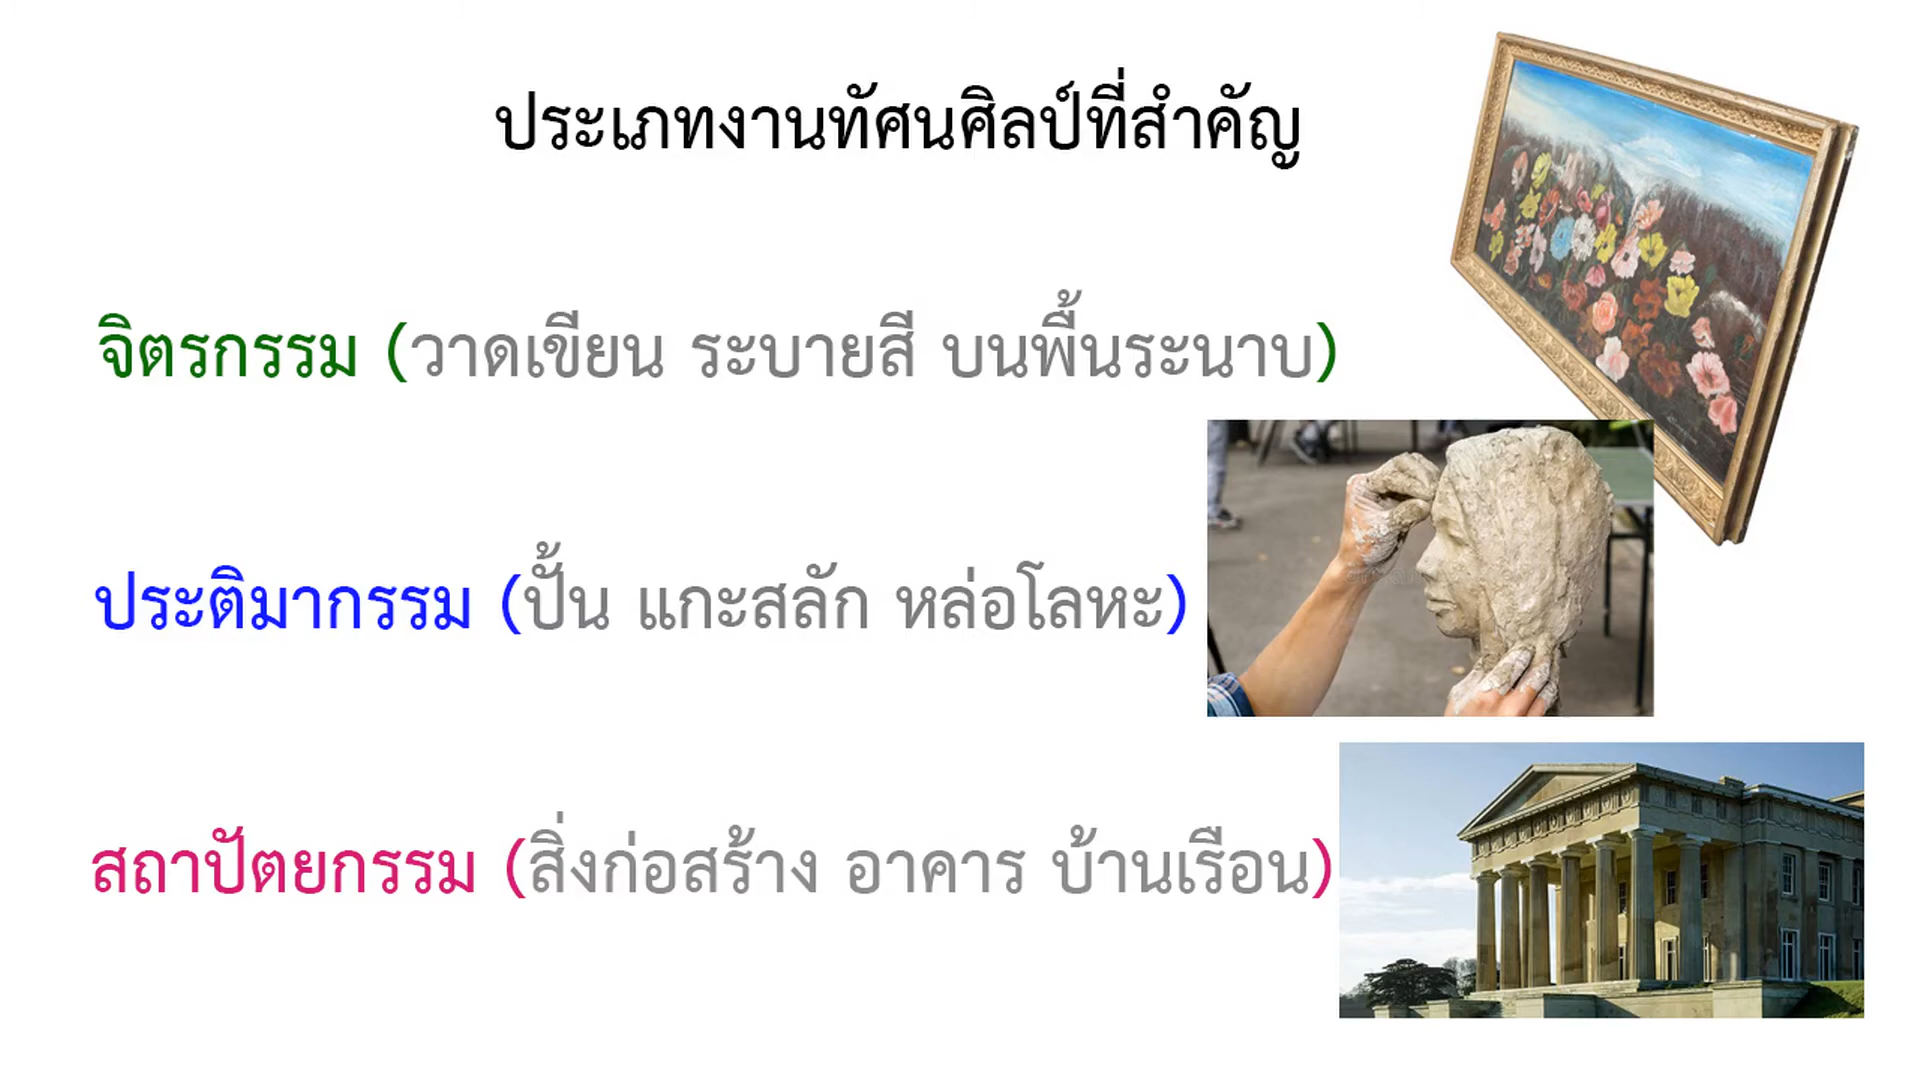 ประเภทงานทัศนศิลป์ที่สำคัญ
จิตรกรรม (วาดเขียน ระบายสี บนพื้นระนาบ)
ประติมากรรม (ปั้น แกะสลัก หล่อโลหะ)
สถาปัตยกรรม (สิ่งก่อสร้าง อาคาร บ้านเรือน)